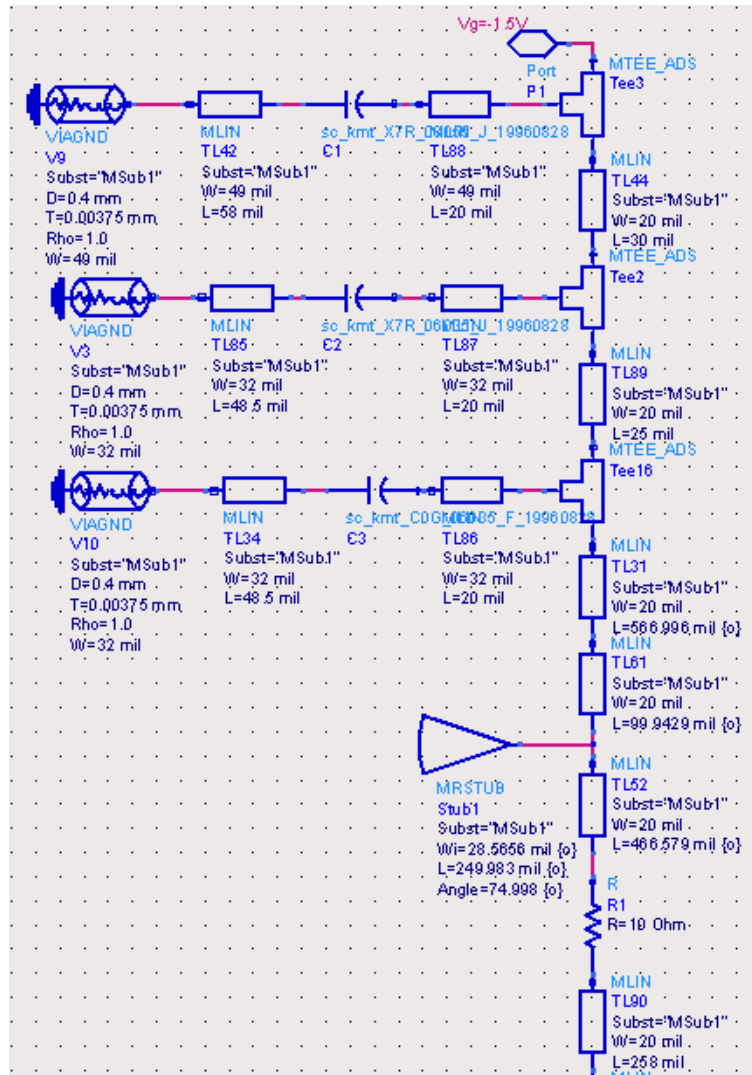 Vg=-1.5V
Port
P1
MTEE_ADS
Tee3
VIAGND
V9
Subst="MSub1"
D=0.4 mm
T=0.00375 mm
Rho=1.0
W=49 mil
MLIN
TL42
Subst="MSub1"
W=49 mil
L=58 mil
C1
TL88
Subst="MSub1"
W=49 mil
L=20 mil
MLIN
TL44
Subst="MSub1"
W=20 mil
L=30 mil
MTEE_ADS
Tee2
VIAGND
V3
Subst="MSub1"
D=0.4 mm
T=0.00375 mm
Rho=1.0
W=32 mil
MLIN
TL85
Subst="MSub1"
W=32 mil
L=48.5 mil
C2
TL87
Subst="MSub1"
W=32 mil
L=20 mil
MLIN
TL89
Subst="MSub1"
W=20 mil
L=25 mil
MTEE_ADS
Tee16
VIAGND
V10
Subst="MSub1"
D=0.4 mm
T=0.00375 mm
Rho=1.0
W=32 mil
MLIN
TL34
Subst="MSub1"
W=32 mil
L=48.5 mil
C3
TL86
Subst="MSub1"
W=32 mil
L=20 mil
MLIN
TL31
Subst="MSub1"
W=20 mil
L=566.996 mil {o}
MLIN
TL61
Subst="MSub1"
W=20 mil
L=99.9429 mil {o}
MRSTUB
Stub1
Subst="MSub1"
Wi=28.5656 mil {o}
L=249.983 mil {o}
Angle=74.998 {o}
MLIN
TL52
Subst="MSub1"
W=20 mil
L=466.579 mil {o}
R
R1
R=10 Ohm
MLIN
TL90
Subst="MSub1"
W=20 mil
L=258 mil
MLIN